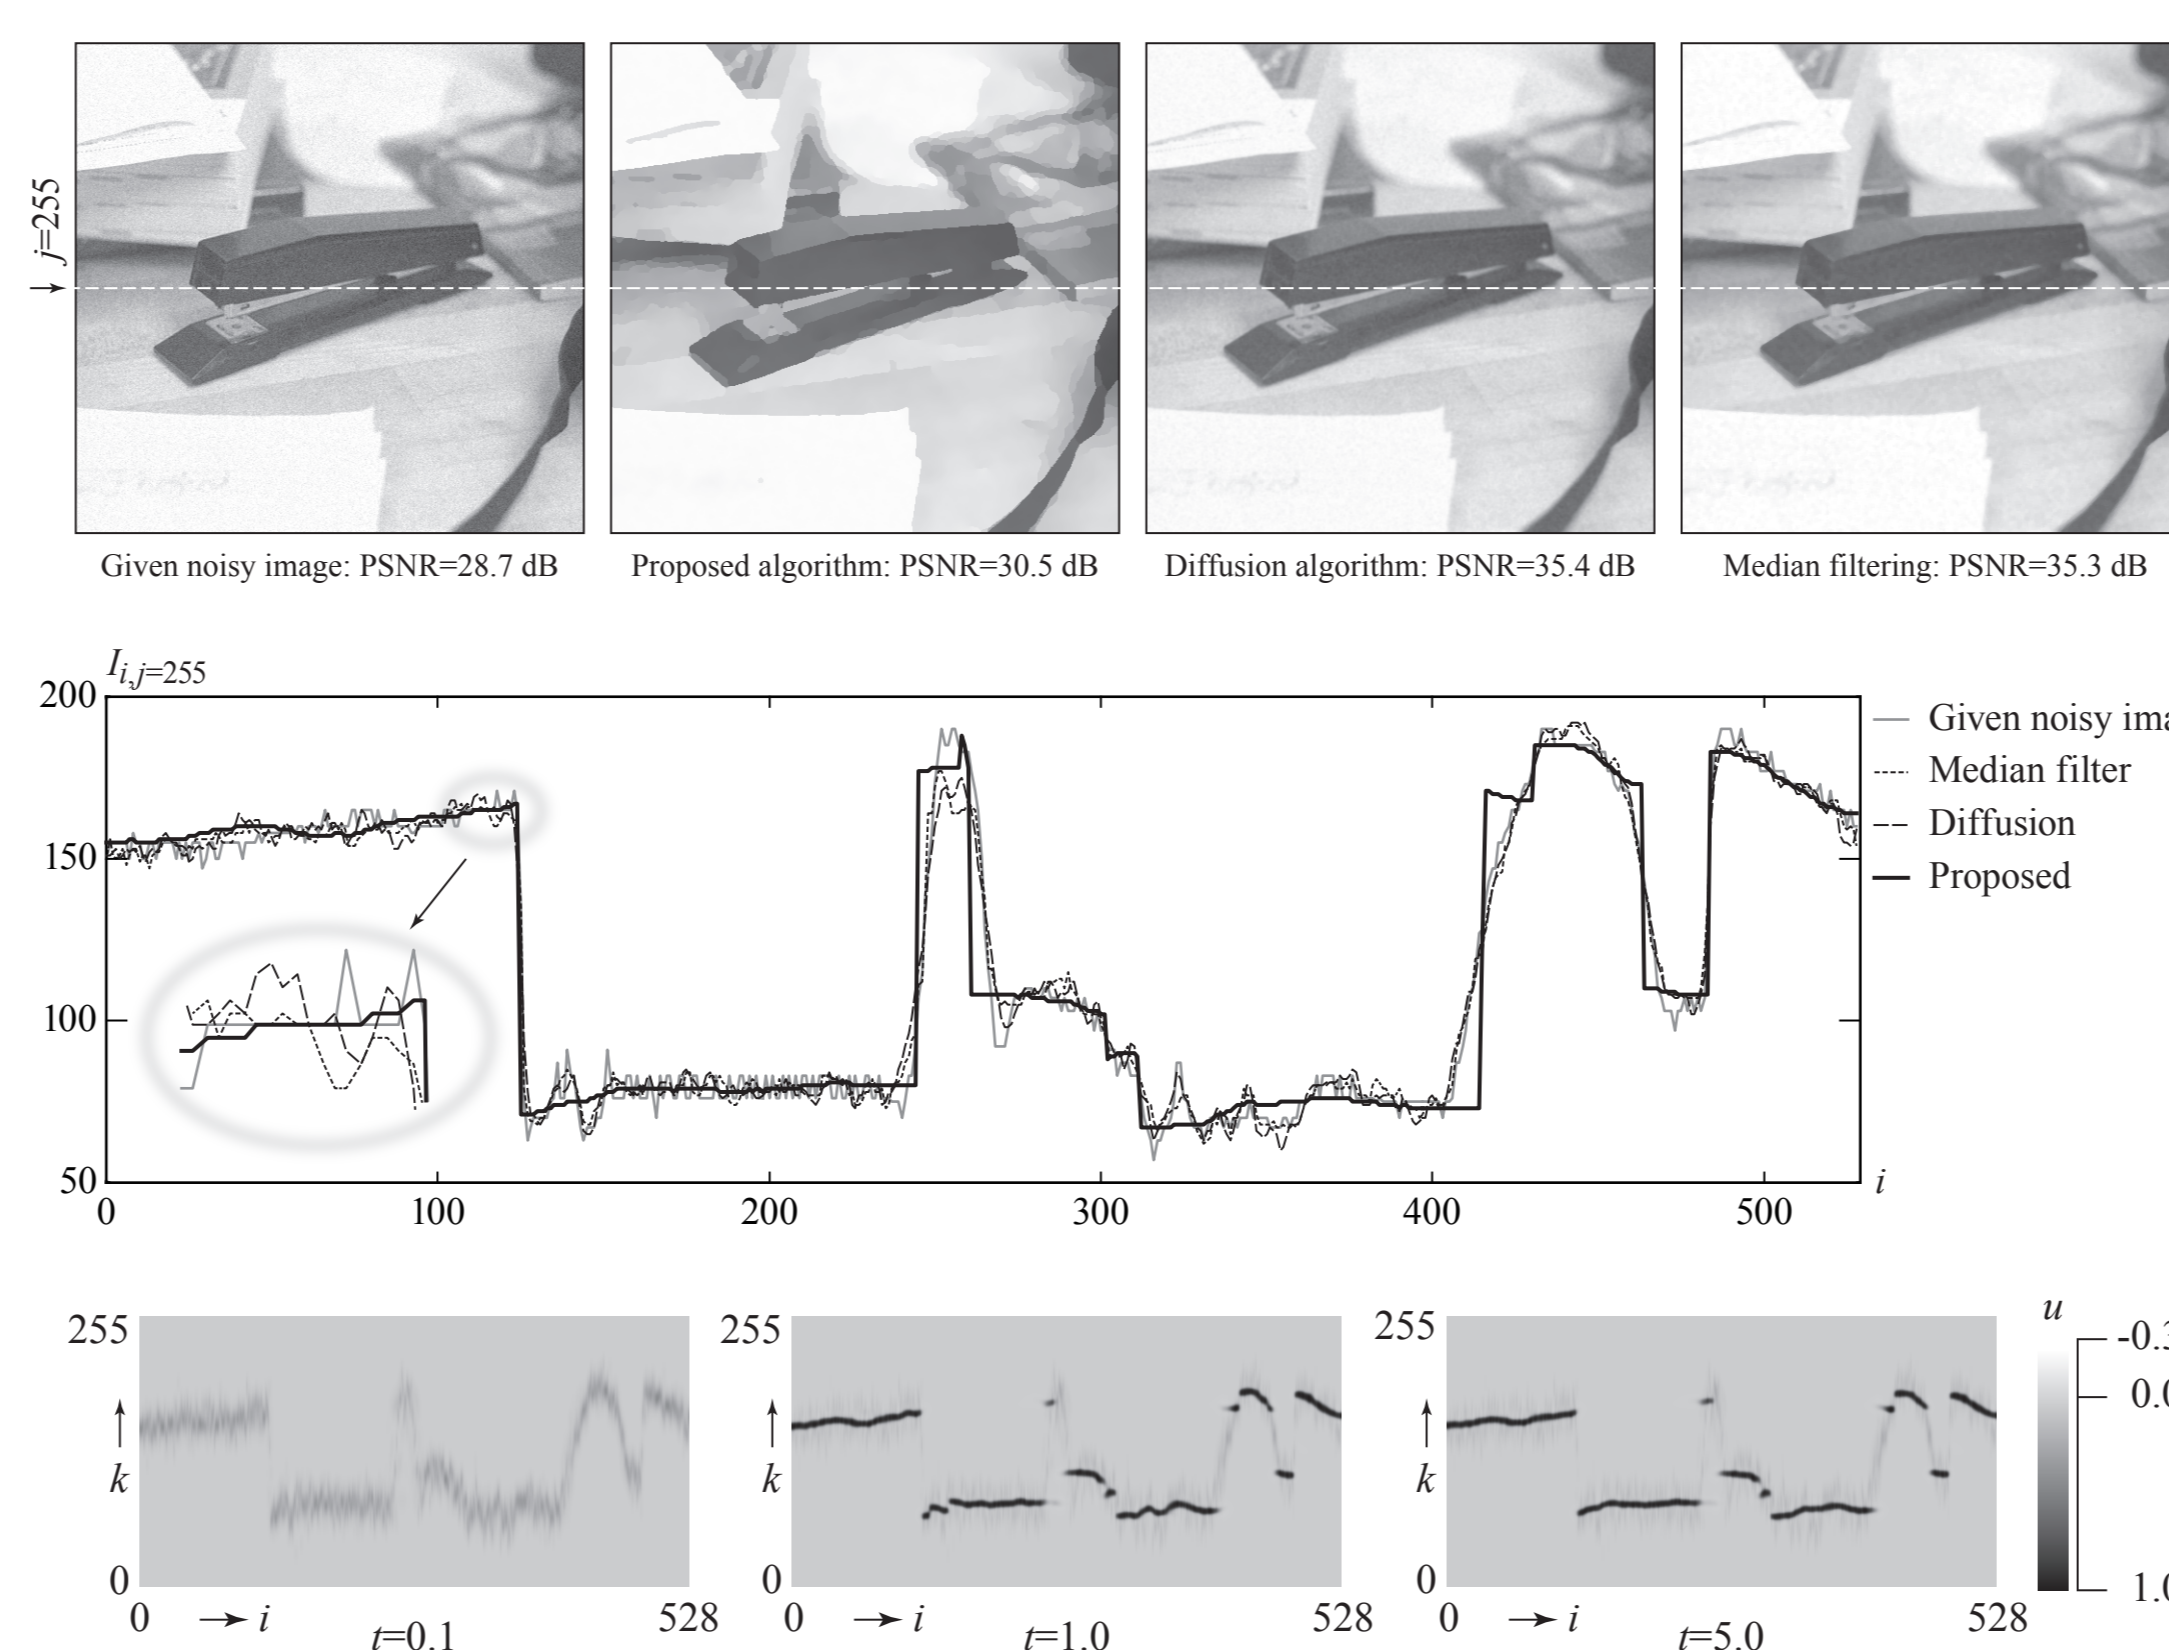 j=255
Given noisy image: PSNR=28.7 dB
Proposed algorithm: PSNR=30.5 dB
Diffusion algorithm: PSNR=35.4 dB
Median filtering: PSNR=35.3 dB
I i,j=255
200
150
100
50
0 100 200 300 400 500
i
Given noisy
Median filter
Diffusion
Proposed
255
k
0
0 i 528
t=0.1
255
k
0
0 i 528
t=1.0
255
k
0
0 i 528
t=5.0
u